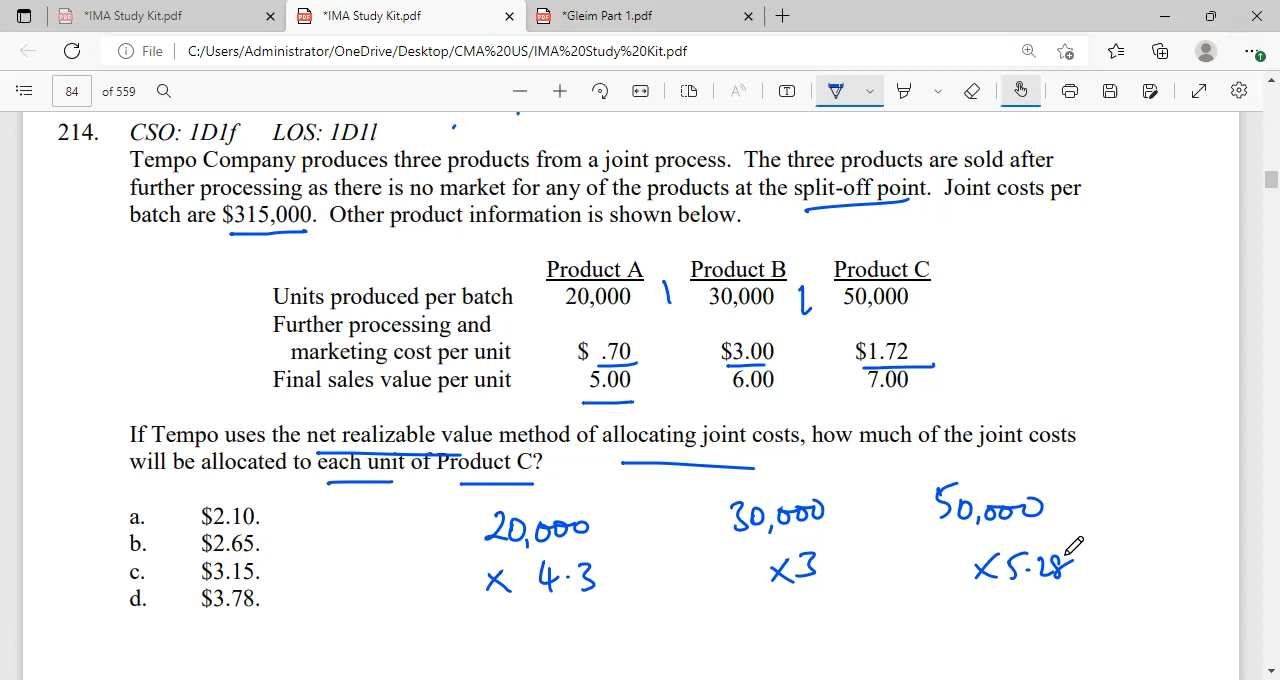 *IMA Study Kit.pdf
*IMA Study Kit.pdf
*Gleim Part 1.pdf
File C:/Users/Administrator/OneDrive/Desktop/CMA%20US/IMA%20Study%20Kit.pdf
84 of 559
214. CSO: 1D1f LOS: 1D1l
Tempo Company produces three products from a joint process. The three products are sold after
further processing as there is no market for any of the products at the split-off point. Joint costs per
batch are $315,000. Other product information is shown below.
Product A Product B Product C
Units produced per batch 20,000 30,000 50,000
Further processing and
marketing cost per unit $ .70 $3.00 $1.72
Final sales value per unit 5.00 6.00 7.00
If Tempo uses the net realizable value method of allocating joint costs, how much of the joint costs
will be allocated to each unit of Product C?
a. $2.10.
b. $2.65.
c. $3.15.
d. $3.78.
20,000 30,000 50,000
x 4.3 x3 x5.28